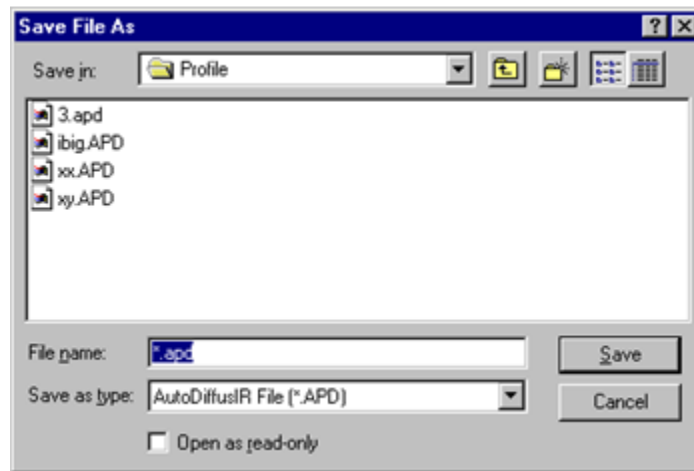 Save File As
Save in: Profile
3.apd
ibig.APD
xx.APD
xy.APD
File name: *.apd
Save
Save as type: AutoDiffusIR File (*.APD)
Cancel
Open as read-only